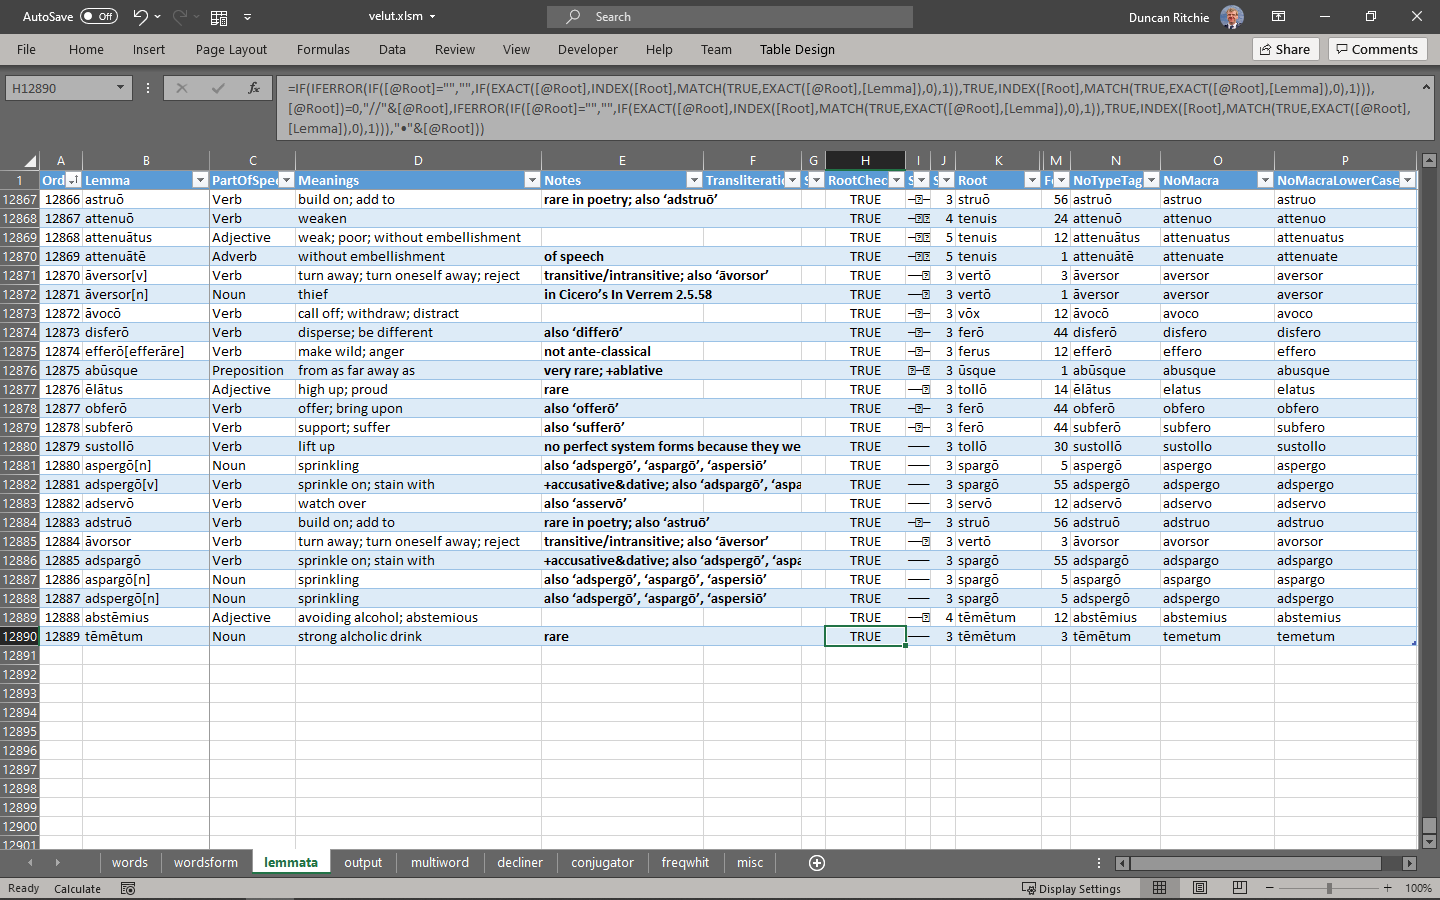 AutoSave Off velut.xlsm Search Duncan Ritchie
File Home Insert Page Layout Formulas Data Review View Developer Help Team Table Design Share Comments
H12890 fx =IF(IFERROR(IF([@Root]="","",IF(EXACT([@Root],INDEX([Root],MATCH(TRUE,EXACT([@Root],[Lemma]),0),1)),TRUE,INDEX([Root],MATCH(TRUE,EXACT([@Root],[Lemma]),0),1))),
[@Root])=0,"//"&[@Root],IFERROR(IF([@Root]="","",IF(EXACT([@Root],INDEX([Root],MATCH(TRUE,EXACT([@Root],[Lemma]),0),1)),TRUE,INDEX([Root],MATCH(TRUE,EXACT([@Root],
[Lemma]),0),1))),"•"&[@Root]))
A B C D E F G H I J K M N O P
1 Ord Lemma PartOfSpee Meanings Notes Transliteratio S RootChec S S Root Fo NoTypeTag NoMacra NoMacraLowerCase
12867 12866 astruō Verb build on; add to rare in poetry; also ‘adstruō’ TRUE 3 struō 56 astruō astruo astruo
12868 12867 attenuō Verb weaken TRUE 4 tenuis 24 attenuō attenuo attenuo
12869 12868 attenuātus Adjective weak; poor; without embellishment TRUE 5 tenuis 12 attenuātus attenuatus attenuatus
12870 12869 attenuātē Adverb without embellishment of speech TRUE 5 tenuis 1 attenuātē attenuate attenuate
12871 12870 āversor[v] Verb turn away; turn oneself away; reject transitive/intransitive; also ‘āvorsor’ TRUE 3 vertō 3 āversor aversor aversor
12872 12871 āversor[n] Noun thief in Cicero’s In Verrem 2.5.58 TRUE 3 vertō 1 āversor aversor aversor
12873 12872 āvocō Verb call off; withdraw; distract TRUE 3 vōx 12 āvocō avoco avoco
12874 12873 disferō Verb disperse; be different also ‘differō’ TRUE 3 ferō 44 disferō disfero disfero
12875 12874 efferō[efferāre] Verb make wild; anger not ante-classical TRUE 3 ferus 12 efferō effero effero
12876 12875 abūsque Preposition from as far away as very rare; +ablative TRUE 3 ūsque 1 abūsque abusque abusque
12877 12876 ēlātus Adjective high up; proud rare TRUE 3 tollō 14 ēlātus elatus elatus
12878 12877 obferō Verb offer; bring upon also ‘offerō’ TRUE 3 ferō 44 obferō obfero obfero
12879 12878 subferō Verb support; suffer also ‘sufferō’ TRUE 3 ferō 44 subferō subfero subfero
12880 12879 sustollō Verb lift up no perfect system forms because they we TRUE 3 tollō 30 sustollō sustollo sustollo
12881 12880 aspergō[n] Noun sprinkling also ‘adspergō’, ‘aspargō’, ‘aspersiō’ TRUE 3 spargō 5 aspergō aspergo aspergo
12882 12881 adspergō[v] Verb sprinkle on; stain with +accusative&dative; also ‘adspargō’, ‘aspa TRUE 3 spargō 55 adspergō adspergo adspergo
12883 12882 adservō Verb watch over also ‘asservō’ TRUE 3 servō 12 adservō adservo adservo
12884 12883 adstruō Verb build on; add to rare in poetry; also ‘astruō’ TRUE 3 struō 56 adstruō adstruo adstruo
12885 12884 āvorsor Verb turn away; turn oneself away; reject transitive/intransitive; also ‘āversor’ TRUE 3 vertō 3 āvorsor avorsor avorsor
12886 12885 adspargō Verb sprinkle on; stain with +accusative&dative; also ‘adspergō’, ‘aspa TRUE 3 spargō 55 adspargō adspargo adspargo
12887 12886 aspargō[n] Noun sprinkling also ‘adspergō’, ‘aspargō’, ‘aspersiō’ TRUE 3 spargō 5 aspargō aspargo aspargo
12888 12887 adspergō[n] Noun sprinkling also ‘adspergō’, ‘aspargō’, ‘aspersiō’ TRUE 3 spargō 5 adspergō adspergo adspergo
12889 12888 abstēmius Adjective avoiding alcohol; abstemious TRUE 4 tēmētum 12 abstēmius abstemius abstemius
12890 12889 tēmētum Noun strong alcholic drink rare TRUE 3 tēmētum 3 tēmētum temetum temetum
12891
12892
12893
12894
12895
12896
12897
12898
12899
12900
12901
words wordsform lemmata output multiword decliner conjugator freqwhit misc
Ready Calculate Display Settings 100%